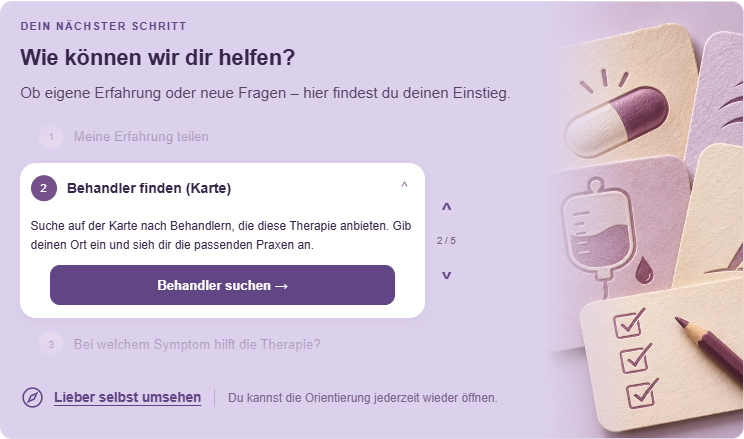 DEIN NÄCHSTER SCHRITT
Wie können wir dir helfen?
Ob eigene Erfahrung oder neue Fragen – hier findest du deinen Einstieg.
1 Meine Erfahrung teilen
2 Behandler finden (Karte) ^
Suche auf der Karte nach Behandlern, die diese Therapie anbieten. Gib
deinen Ort ein und sieh dir die passenden Praxen an.
2 / 5
Behandler suchen →
3 Bei welchem Symptom hilft die Therapie?
Lieber selbst umsehen
Du kannst die Orientierung jederzeit wieder öffnen.